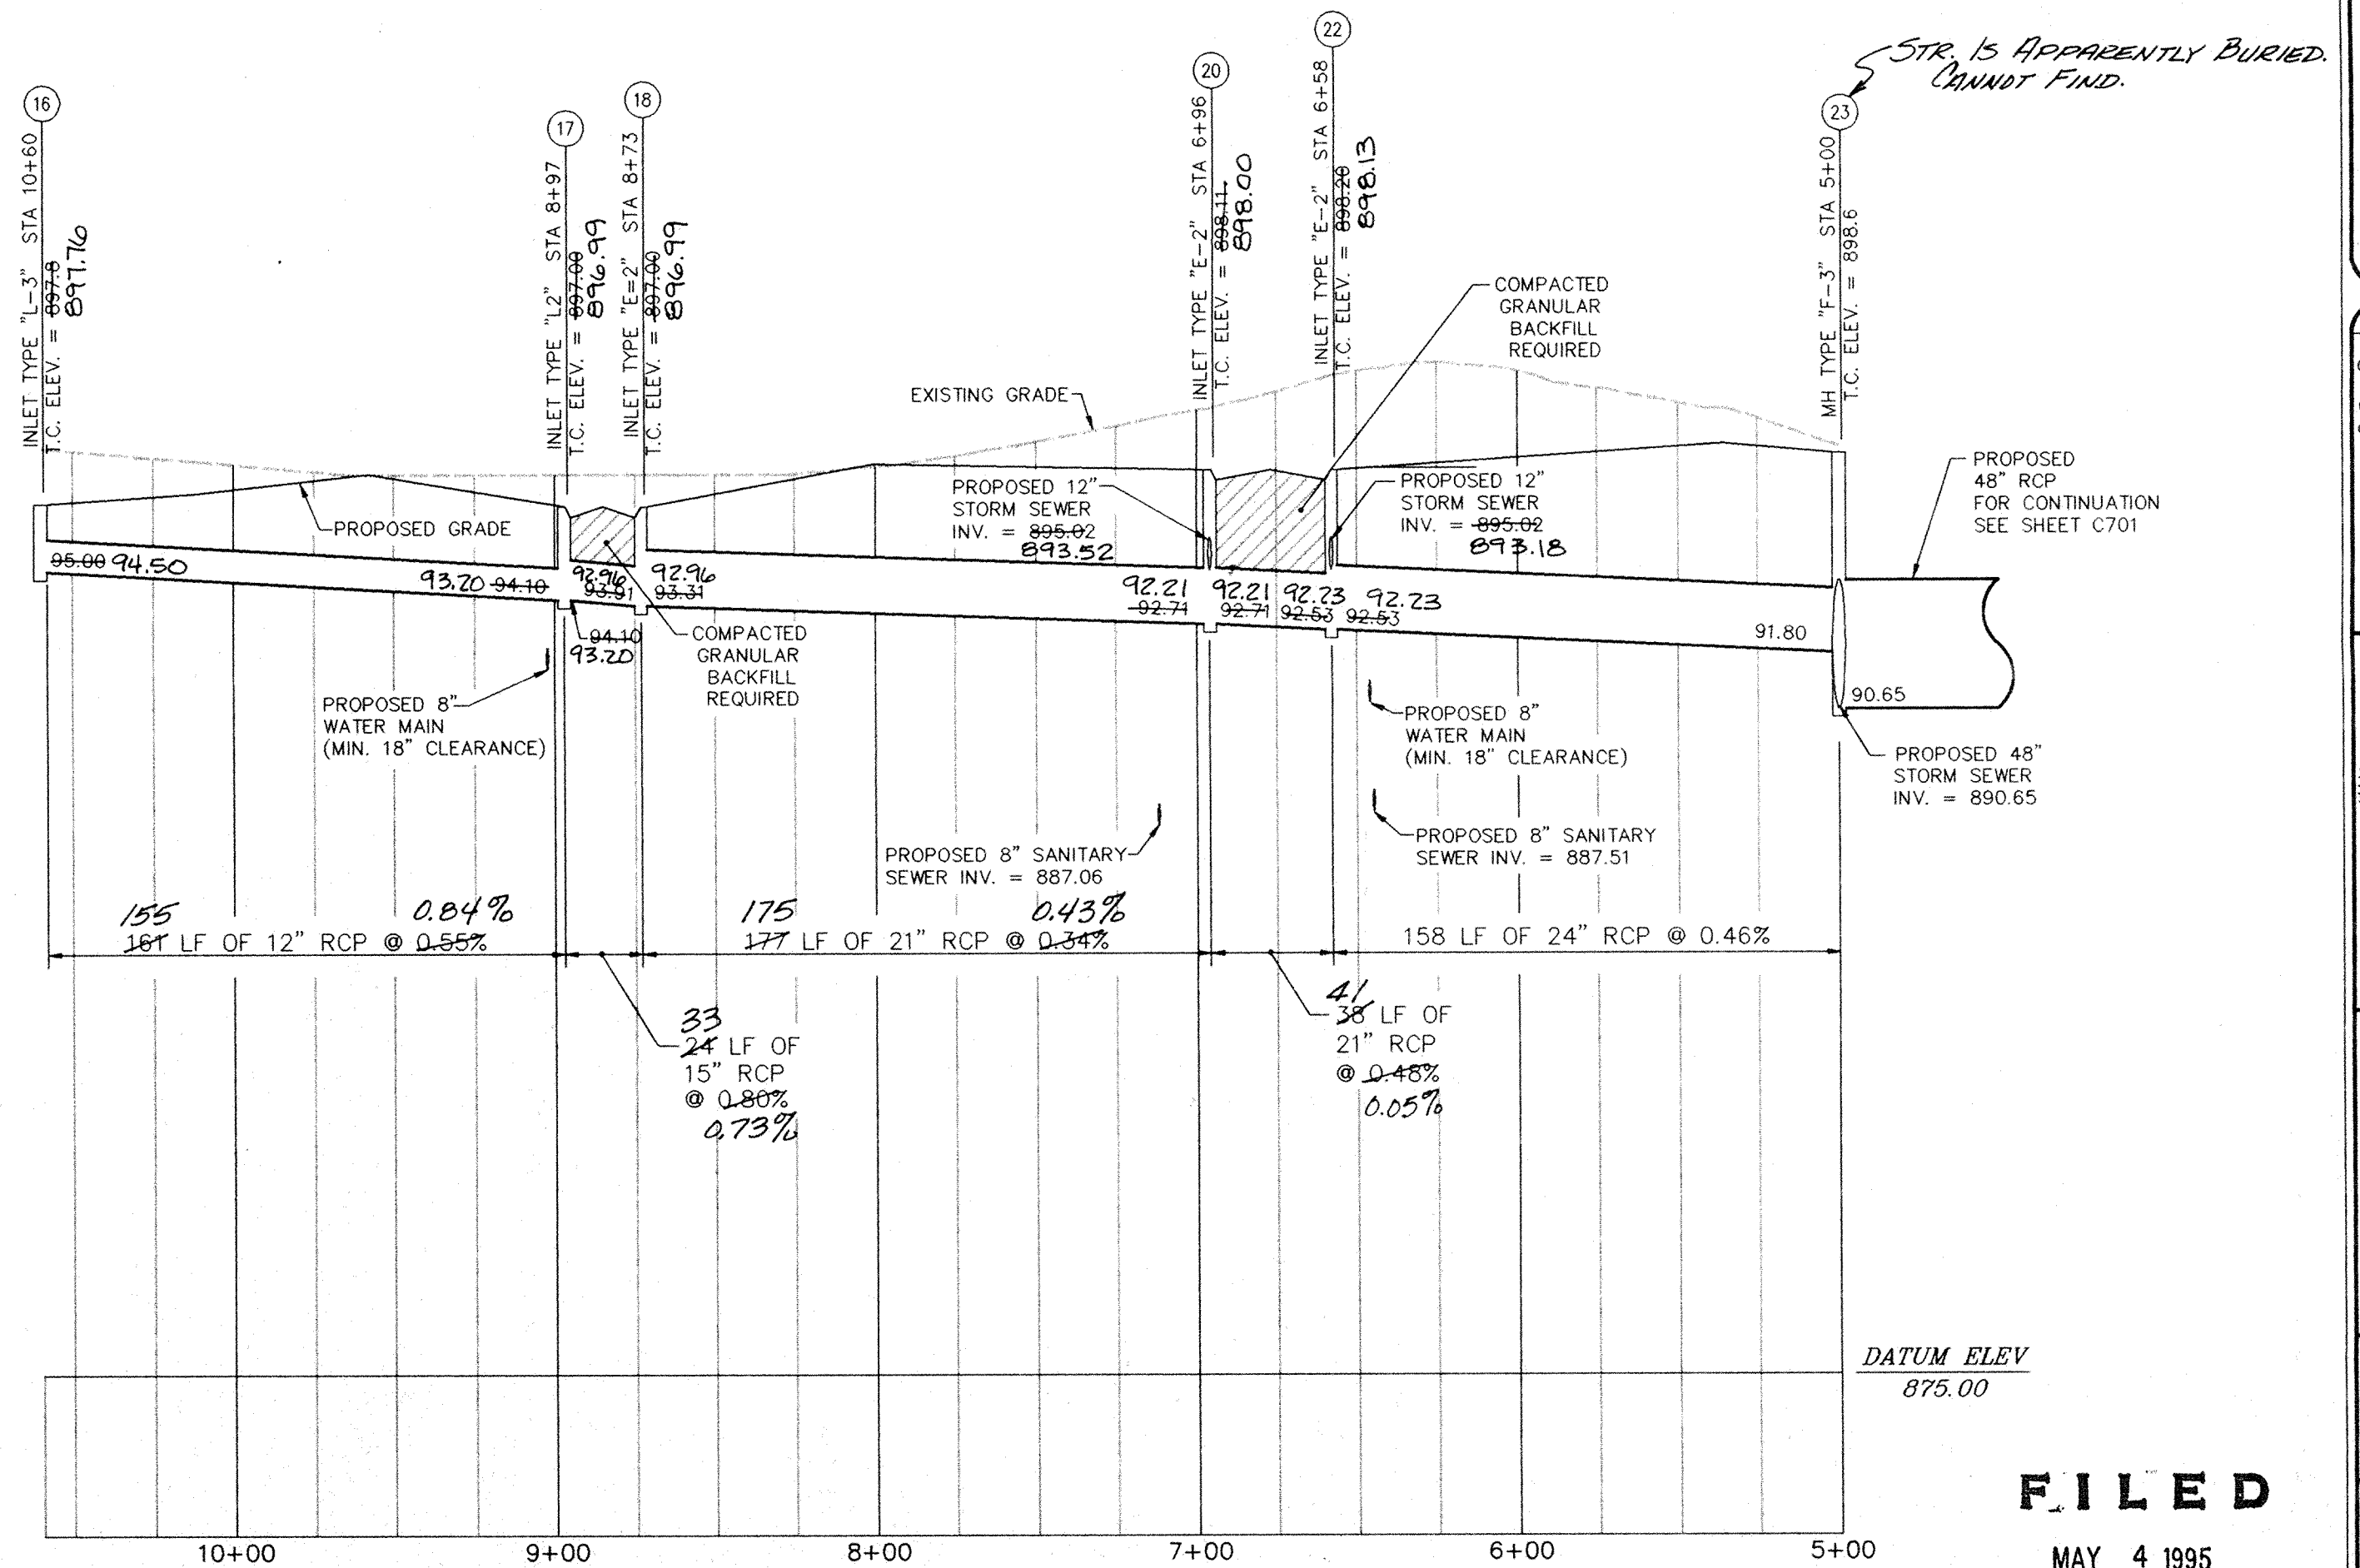 STR. IS APPARENTLY BURIED.
CANNOT FIND.
16
17
18
20
22
23
INLET TYPE "L-3" STA 10+60
T.C. ELEV. = 897.8
897.76
INLET TYPE "L2" STA 8+97
T.C. ELEV. = 897.00
896.99
INLET TYPE "E=2" STA 8+73
T.C. ELEV. = 897.00
896.99
INLET TYPE "E-2" STA 6+96
T.C. ELEV. = 898.11
898.00
INLET TYPE "E-2" STA 6+58
T.C. ELEV. = 898.20
898.13
MH TYPE "F-3" STA 5+00
T.C. ELEV. = 898.6
COMPACTED
GRANULAR
BACKFILL
REQUIRED
EXISTING GRADE
PROPOSED GRADE
PROPOSED 12"
STORM SEWER
INV. = 895.02
893.52
PROPOSED 12"
STORM SEWER
INV. = 895.02
893.18
PROPOSED
48" RCP
FOR CONTINUATION
SEE SHEET C701
95.00 94.50
93.20 94.10
92.96
93.91
92.96
93.31
94.10
93.20
92.21
92.71
92.21
92.71
92.23
92.53
92.23
92.53
91.80
90.65
COMPACTED
GRANULAR
BACKFILL
REQUIRED
PROPOSED 8"
WATER MAIN
(MIN. 18" CLEARANCE)
PROPOSED 8"
WATER MAIN
(MIN. 18" CLEARANCE)
PROPOSED 48"
STORM SEWER
INV. = 890.65
PROPOSED 8" SANITARY
SEWER INV. = 887.06
PROPOSED 8" SANITARY
SEWER INV. = 887.51
155 0.84%
161 LF OF 12" RCP @ 0.55%
175 0.43%
177 LF OF 21" RCP @ 0.34%
158 LF OF 24" RCP @ 0.46%
33
24 LF OF
15" RCP
@ 0.80%
0.73%
41
38 LF OF
21" RCP
@ 0.48%
0.05%
DATUM ELEV
875.00
FILED
MAY 4 1995
10+00 9+00 8+00 7+00 6+00 5+00